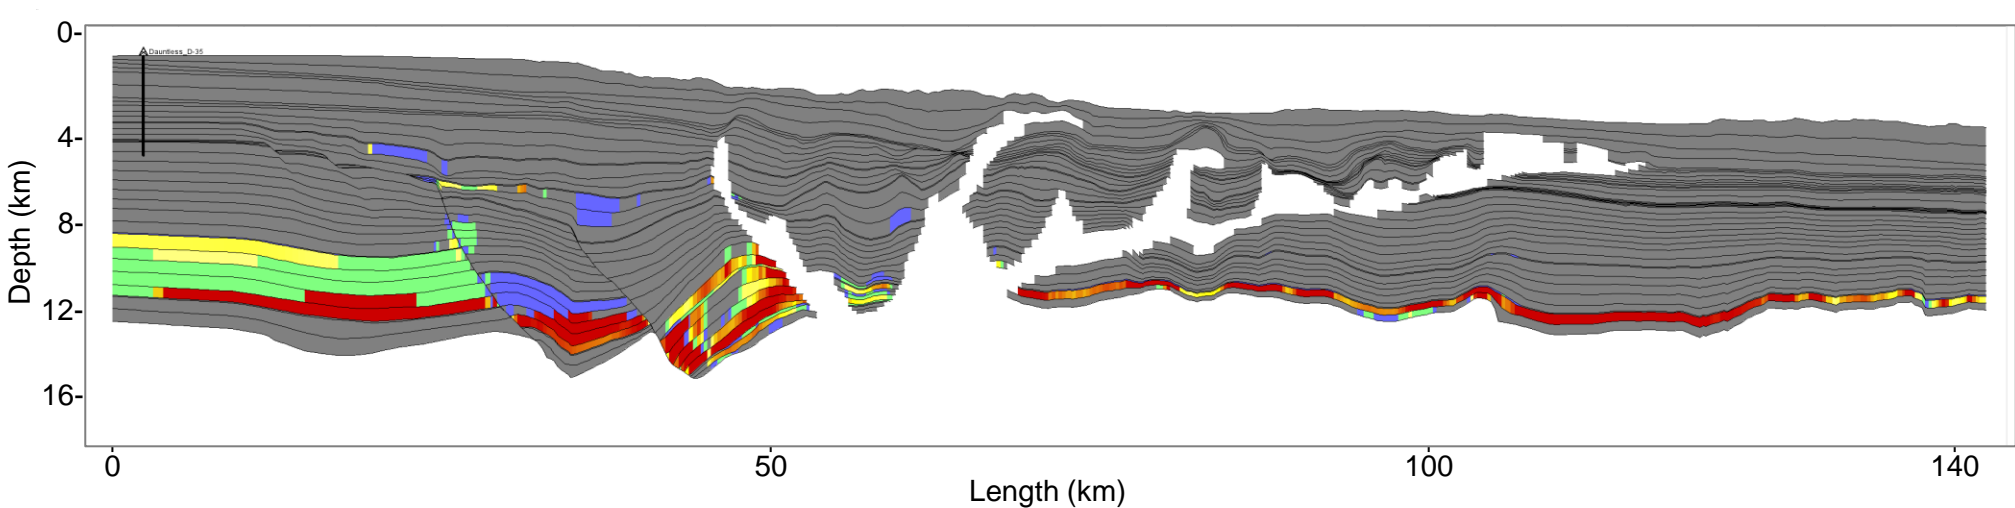 0-
Dauntless_D-35
4-
8-
12-
16-
Depth (km)
0 50 100 140
Length (km)